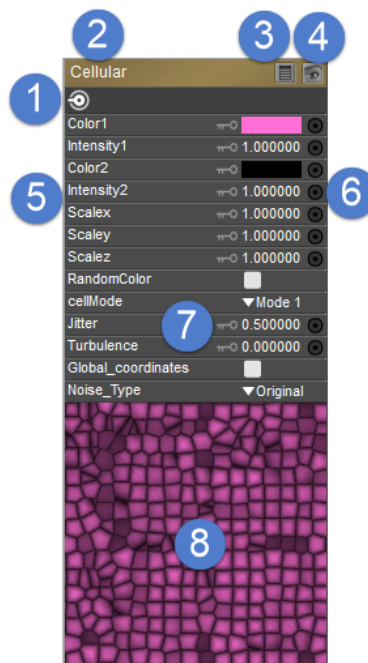 2
3
4
Cellular
1
Color1
Intensity1 1.000000
Color2
5
Intensity2 1.000000
6
Scalex 1.000000
Scaley 1.000000
Scalez 1.000000
RandomColor
cellMode Mode 1
Jitter 7 0.500000
Turbulence 0.000000
Global_coordinates
Noise_Type Original
8